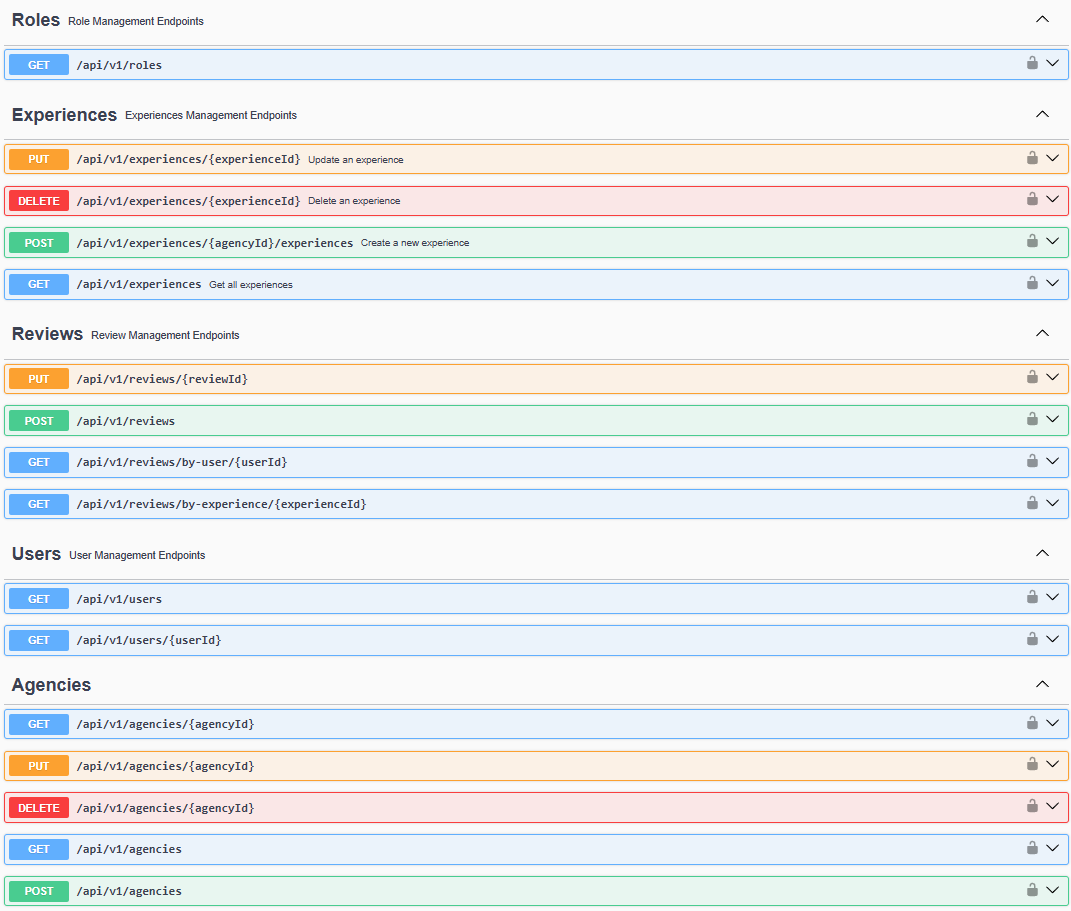 Roles Role Management Endpoints
GET /api/v1/roles
Experiences Experiences Management Endpoints
PUT /api/v1/experiences/{experienceId} Update an experience
DELETE /api/v1/experiences/{experienceId} Delete an experience
POST /api/v1/experiences/{agencyId}/experiences Create a new experience
GET /api/v1/experiences Get all experiences
Reviews Review Management Endpoints
PUT /api/v1/reviews/{reviewId}
POST /api/v1/reviews
GET /api/v1/reviews/by-user/{userId}
GET /api/v1/reviews/by-experience/{experienceId}
Users User Management Endpoints
GET /api/v1/users
GET /api/v1/users/{userId}
Agencies
GET /api/v1/agencies/{agencyId}
PUT /api/v1/agencies/{agencyId}
DELETE /api/v1/agencies/{agencyId}
GET /api/v1/agencies
POST /api/v1/agencies